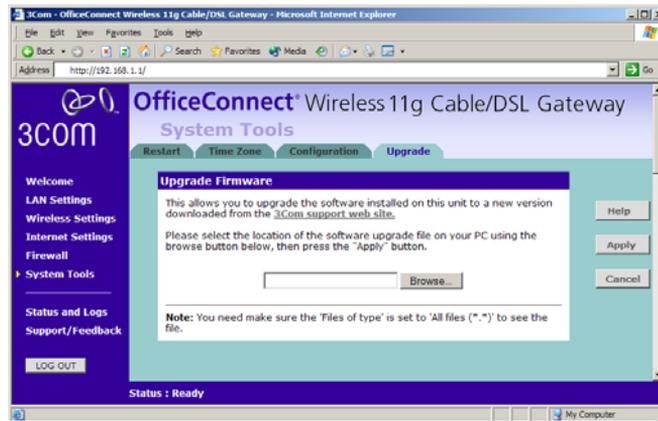 3Com - OfficeConnect Wireless 11g Cable/DSL Gateway - Microsoft Internet Explorer
File Edit View Favorites Tools Help
Back Search Favorites Media
Address http://192.168.1.1/ Go
3COM
OfficeConnect® Wireless 11g Cable/DSL Gateway
System Tools
Restart Time Zone Configuration Upgrade
Welcome
LAN Settings
Wireless Settings
Internet Settings
Firewall
System Tools
Status and Logs
Support/Feedback
LOG OUT
Upgrade Firmware
This allows you to upgrade the software installed on this unit to a new version
downloaded from the 3Com support web site.
Please select the location of the software upgrade file on your PC using the
browse button below, then press the "Apply" button.
Browse...
Note: You need make sure the 'Files of type' is set to 'All files (*.*)' to see the
file.
Help
Apply
Cancel
Status : Ready
My Computer